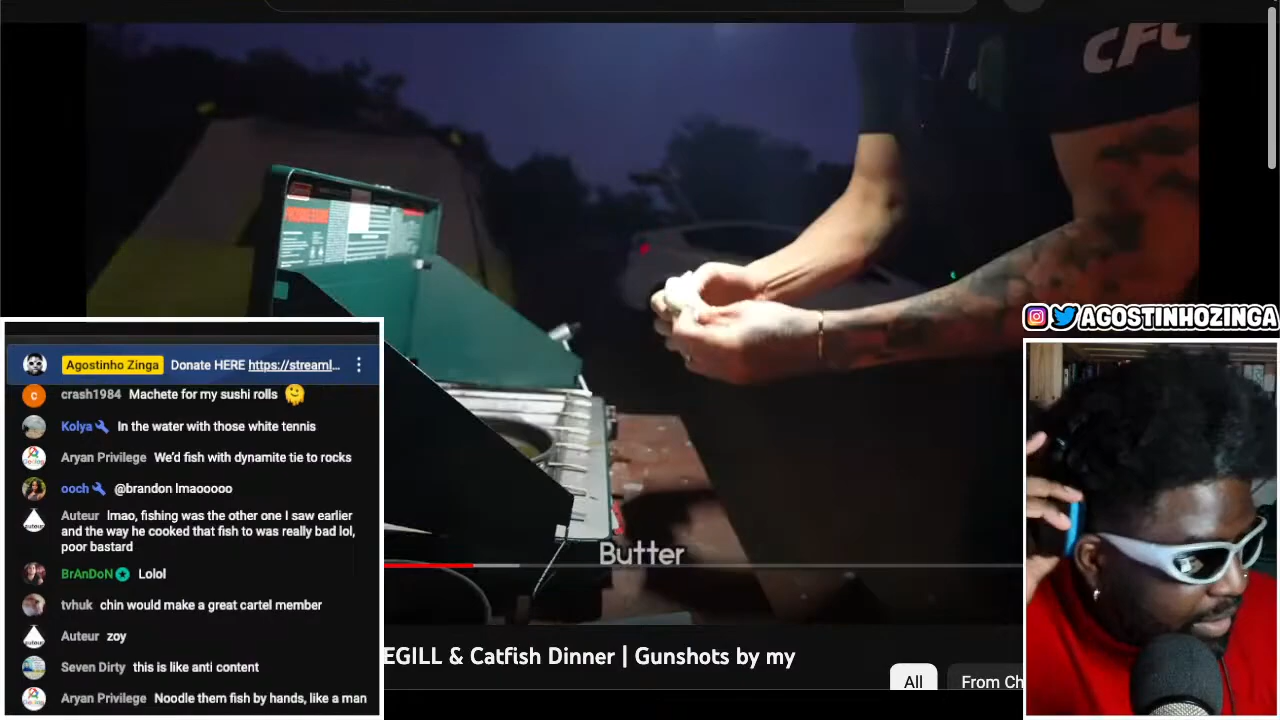 CFC
Butter
AGOSTINHOZINGA
Agostinho Zinga Donate HERE https://streaml...
crash1984 Machete for my sushi rolls
Kolya In the water with those white tennis
Aryan Privilege We'd fish with dynamite tie to rocks
ooch @brandon lmaooooo
Auteur lmao, fishing was the other one I saw earlier
and the way he cooked that fish to was really bad lol,
poor bastard
BrAnDoN Lolol
tvhuk chin would make a great cartel member
Auteur zoy
Seven Dirty this is like anti content
Aryan Privilege Noodle them fish by hands, like a man
EGILL & Catfish Dinner | Gunshots by my
All From Ch